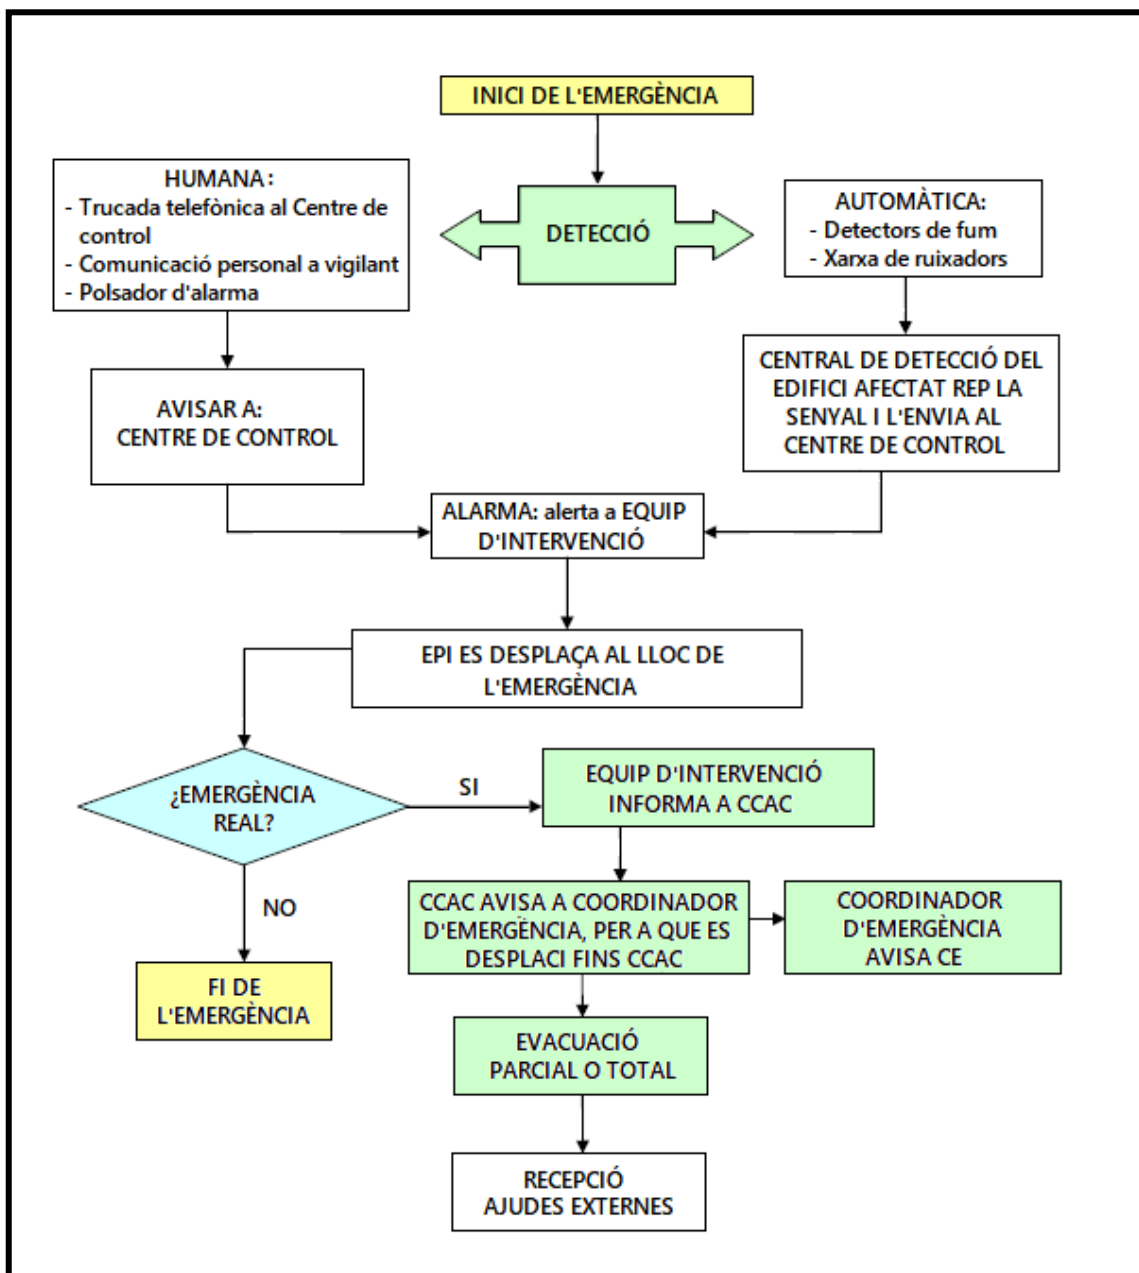 INICI DE L'EMERGÈNCIA
HUMANA:
- Trucada telefònica al Centre de
control
- Comunicació personal a vigilant
- Polsador d'alarma
DETECCIÓ
AUTOMÀTICA:
- Detectors de fum
- Xarxa de ruixadors
AVISAR A:
CENTRE DE CONTROL
CENTRAL DE DETECCIÓ DEL
EDIFICI AFECTAT REP LA
SENYAL I L'ENVIA AL
CENTRE DE CONTROL
ALARMA: alerta a EQUIP
D'INTERVENCIÓ
EPI ES DESPLAÇA AL LLOC DE
L'EMERGÈNCIA
¿EMERGÈNCIA
REAL?
SI
EQUIP D'INTERVENCIÓ
INFORMA A CCAC
NO
CCAC AVISA A COORDINADOR
D'EMERGÈNCIA, PER A QUE ES
DESPLACI FINS CCAC
COORDINADOR
D'EMERGÈNCIA
AVISA CE
FI DE
L'EMERGÈNCIA
EVACUACIÓ
PARCIAL O TOTAL
RECEPCIÓ
AJUDES EXTERNES